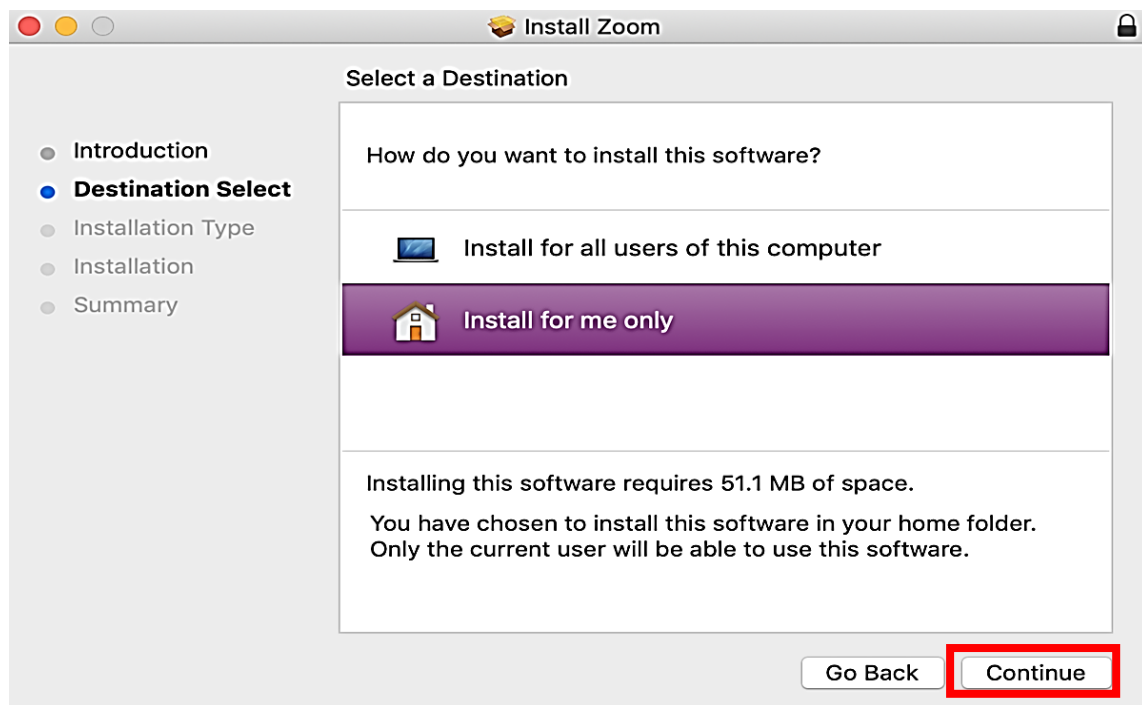 Install Zoom
Select a Destination
Introduction
Destination Select
Installation Type
Installation
Summary
How do you want to install this software?
Install for all users of this computer
Install for me only
Installing this software requires 51.1 MB of space.
You have chosen to install this software in your home folder.
Only the current user will be able to use this software.
Go Back
Continue